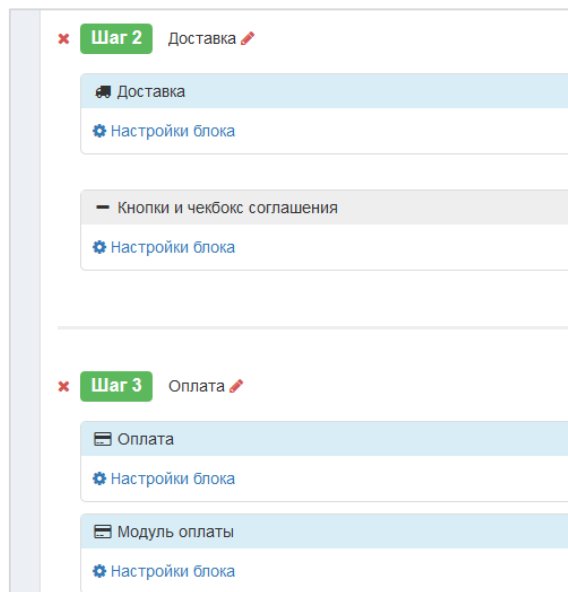 Шаг 2 Доставка
Доставка
Настройки блока
Кнопки и чекбокс соглашения
Настройки блока
Шаг 3 Оплата
Оплата
Настройки блока
Модуль оплаты
Настройки блока